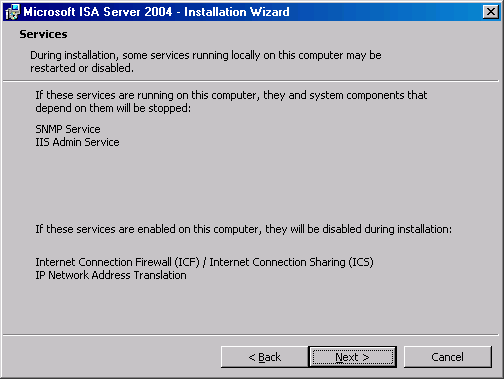 Microsoft ISA Server 2004 - Installation Wizard
Services
During installation, some services running locally on this computer may be
restarted or disabled.
If these services are running on this computer, they and system components that
depend on them will be stopped:
SNMP Service
IIS Admin Service
If these services are enabled on this computer, they will be disabled during installation:
Internet Connection Firewall (ICF) / Internet Connection Sharing (ICS)
IP Network Address Translation
< Back Next > Cancel